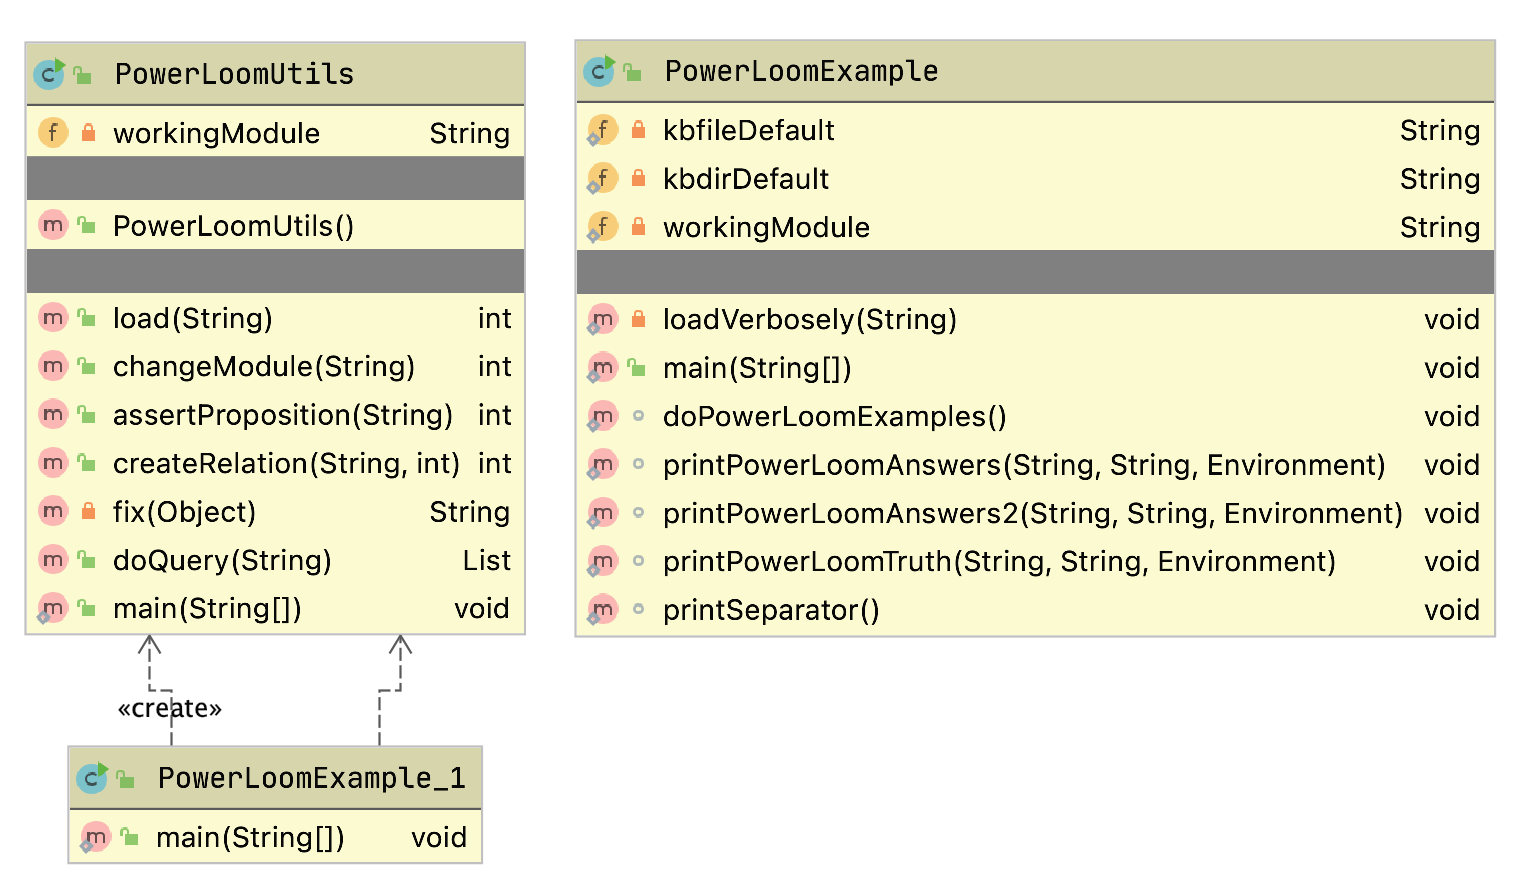 PowerLoomUtils
workingModule String
PowerLoomUtils()
load(String) int
changeModule(String) int
assertProposition(String) int
createRelation(String, int) int
fix(Object) String
doQuery(String) List
main(String[]) void
«create»
PowerLoomExample_1
main(String[]) void
PowerLoomExample
kbfileDefault String
kbdirDefault String
workingModule String
loadVerbosely(String) void
main(String[]) void
doPowerLoomExamples() void
printPowerLoomAnswers(String, String, Environment) void
printPowerLoomAnswers2(String, String, Environment) void
printPowerLoomTruth(String, String, Environment) void
printSeparator() void